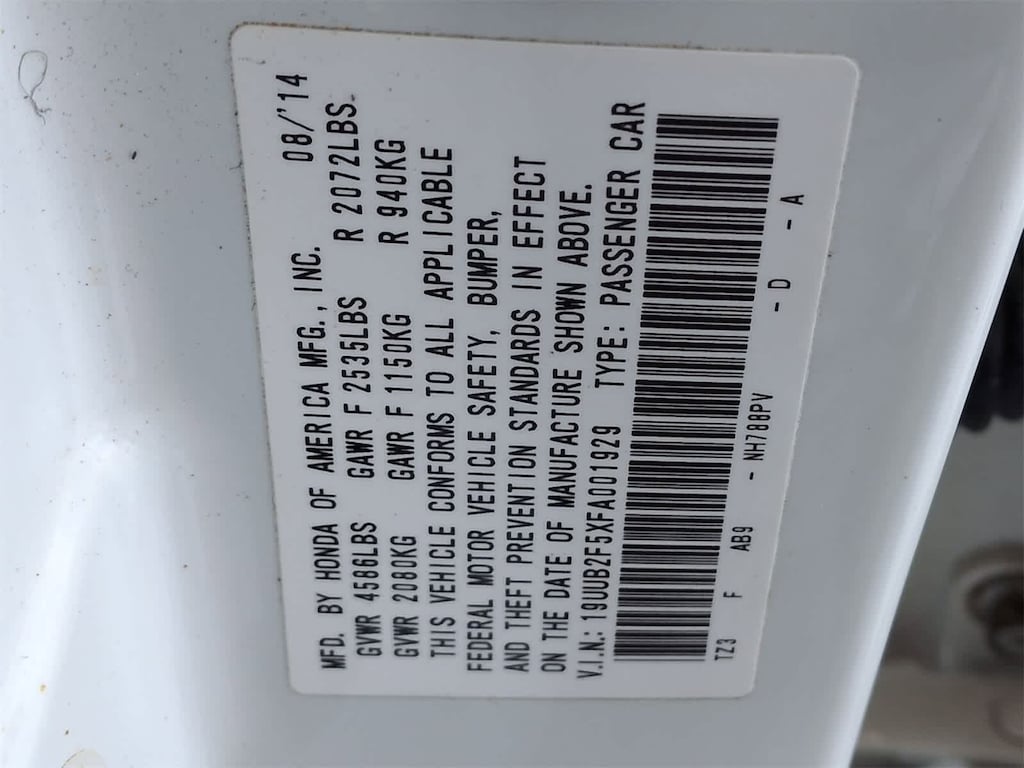 MFD. BY HONDA OF AMERICA MFG., INC. 08/'14
GVWR 4586LBS GAWR F 2535LBS R 2072LBS.
GVWR 2080KG GAWR F 1150KG R 940KG
THIS VEHICLE CONFORMS TO ALL APPLICABLE
FEDERAL MOTOR VEHICLE SAFETY, BUMPER,
AND THEFT PREVENTION STANDARDS IN EFFECT
ON THE DATE OF MANUFACTURE SHOWN ABOVE.
V.I.N.: 19UUB2F5XFA001929 TYPE: PASSENGER CAR
TZ3 F AB9 - NH788PV - D - A